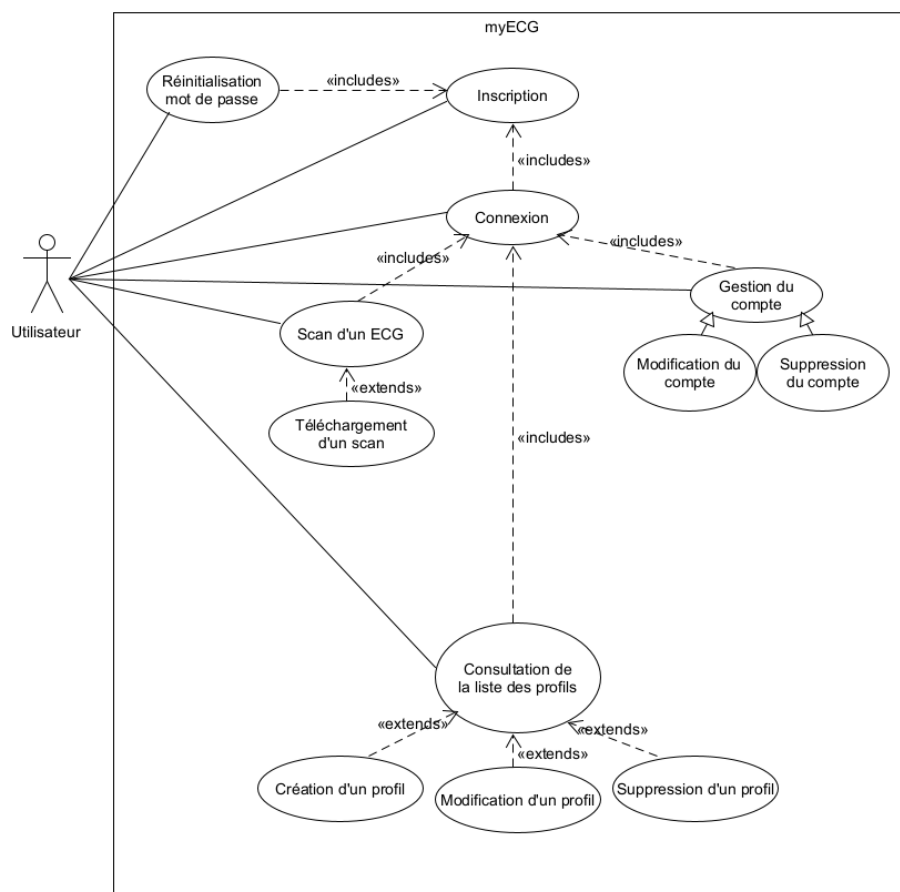 myECG
Réinitialisation
mot de passe
«includes»
Inscription
«includes»
Connexion
«includes»
«includes»
Gestion du
compte
Utilisateur
Scan d'un ECG
Modification du
compte
Suppression
du compte
«extends»
Téléchargement
d'un scan
«includes»
Consultation de
la liste des profils
«extends»
«extends»
«extends»
Création d'un profil
Modification d'un profil
Suppression d'un profil